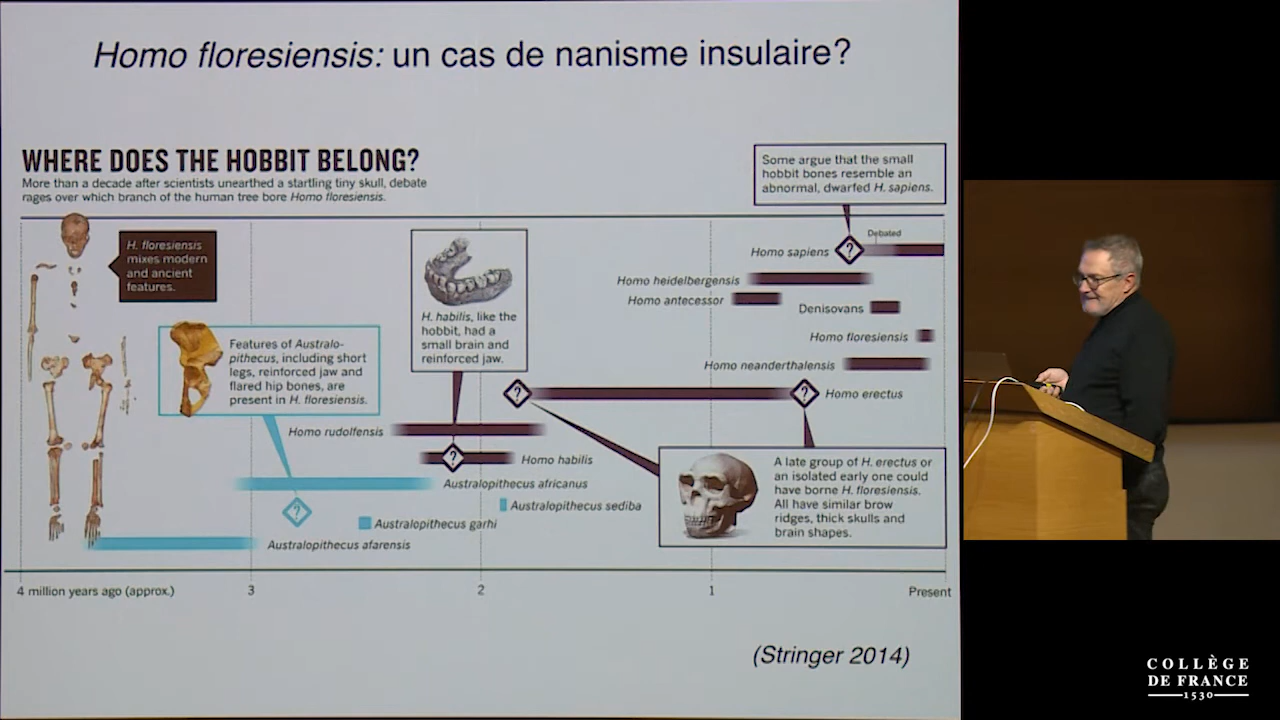 Homo floresiensis: un cas de nanisme insulaire?
WHERE DOES THE HOBBIT BELONG?
More than a decade after scientists unearthed a startling tiny skull, debate
rages over which branch of the human tree bore Homo floresiensis.
Some argue that the small
hobbit bones resemble an
abnormal, dwarfed H. sapiens.
H. floresiensis
mixes modern
and ancient
features.
Debated
Homo sapiens
?
Homo heidelbergensis
Homo antecessor
Denisovans
Homo floresiensis
Homo neanderthalensis
H. habilis, like the
hobbit, had a
small brain and
reinforced jaw.
Features of Australo-
pithecus, including short
legs, reinforced jaw and
flared hip bones, are
present in H. floresiensis.
?
?
Homo erectus
Homo rudolfensis
?
Homo habilis
Australopithecus africanus
Australopithecus sediba
?
Australopithecus garhi
Australopithecus afarensis
A late group of H. erectus or
an isolated early one could
have borne H. floresiensis.
All have similar brow
ridges, thick skulls and
brain shapes.
4 million years ago (approx.)
3
2
1
Present
(Stringer 2014)
COLLÈGE
DE FRANCE
1530